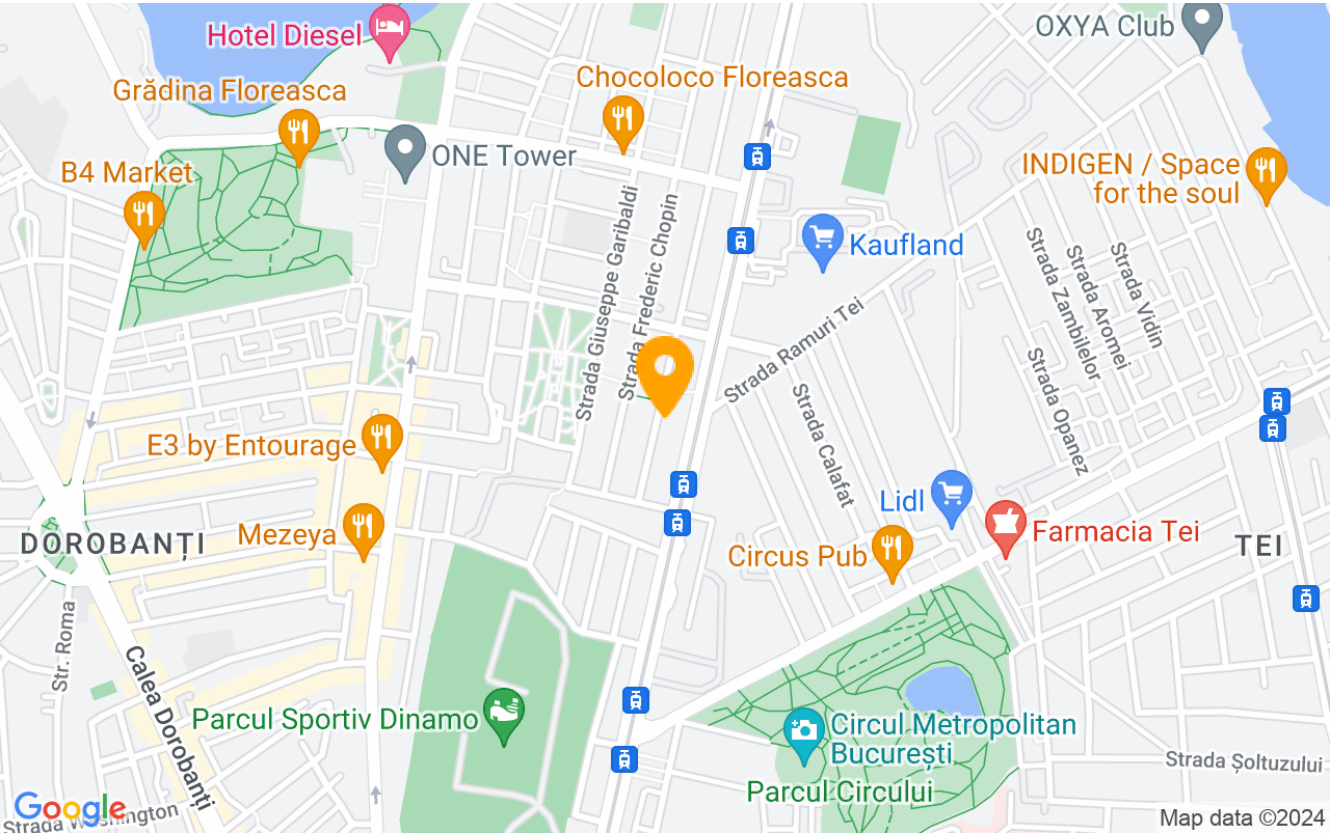 OXYA Club
Hotel Diesel
Chocoloco Floreasca
Grădina Floreasca
ONE Tower
B4 Market
INDIGEN / Space
for the soul
Strada Giuseppe Garibaldi
Strada Frederic Chopin
Kaufland
Strada Zambilelor
Strada Aromei
Strada Vidin
Strada Ramuri Tei
Strada Opanez
Strada Calafat
E3 by Entourage
Lidl
Mezeya
DOROBANȚI
Farmacia Tei
TEI
Circus Pub
Str. Roma
Calea Dorobanți
Parcul Sportiv Dinamo
Circul Metropolitan
București
Parcul Circului
Strada Șoltuzului
Google
Strada Washington
Map data ©2024